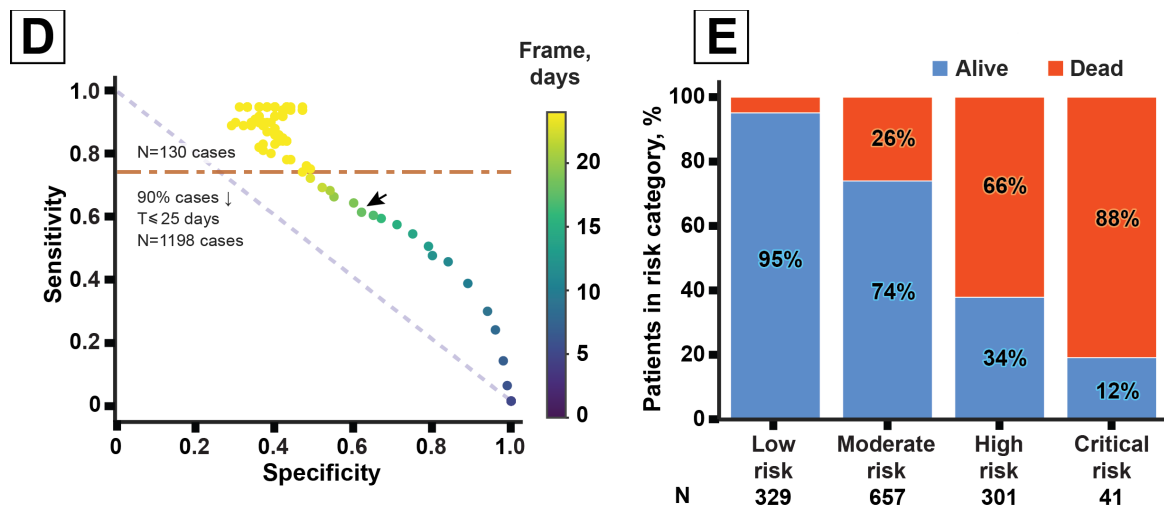 D
Frame,
days
Sensitivity
1.0
0.8
0.6
0.4
0.2
0
N=130 cases
90% cases ↓
T≤25 days
N=1198 cases
0
0.2
0.4
0.6
0.8
1.0
Specificity
20
15
10
5
0
E
Alive
Dead
Patients in risk category, %
100
80
60
40
20
0
95%
26%
74%
66%
34%
88%
12%
Low
risk
Moderate
risk
High
risk
Critical
risk
N 329 657 301 41